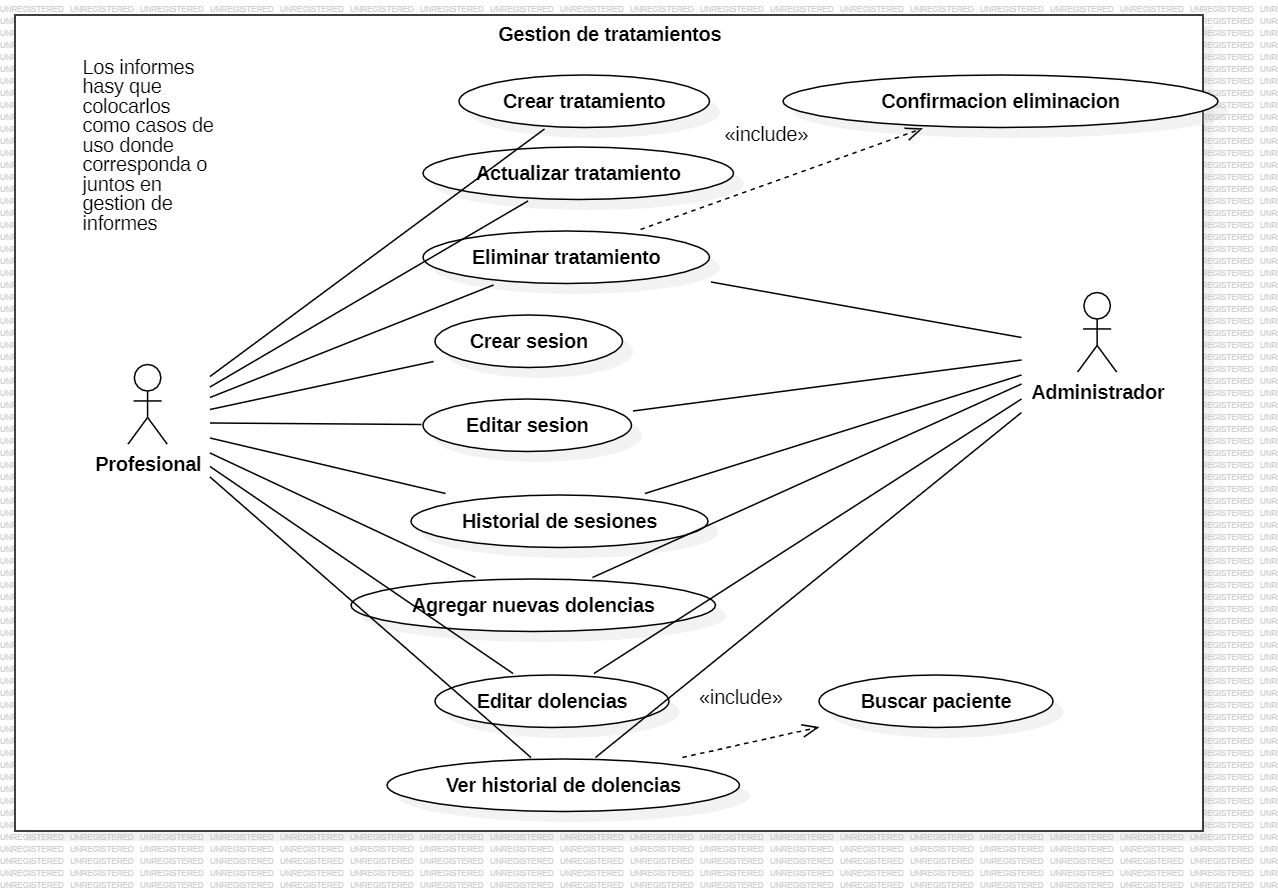 Gestion de tratamientos
Los informes
hasy que
colocarlos
como casos de
uso donde
corresponda o
juntos en
gestion de
informes
Crear tratamiento
Confirmacion eliminacion
«include»
Actualizar tratamiento
Eliminar tratamiento
Crear sesion
Administrador
Editar sesion
Profesional
Historial de sesiones
Agregar nuevas dolencias
Editar dolencias
«include»
Buscar paciente
Ver historial de dolencias
UNREGISTERED